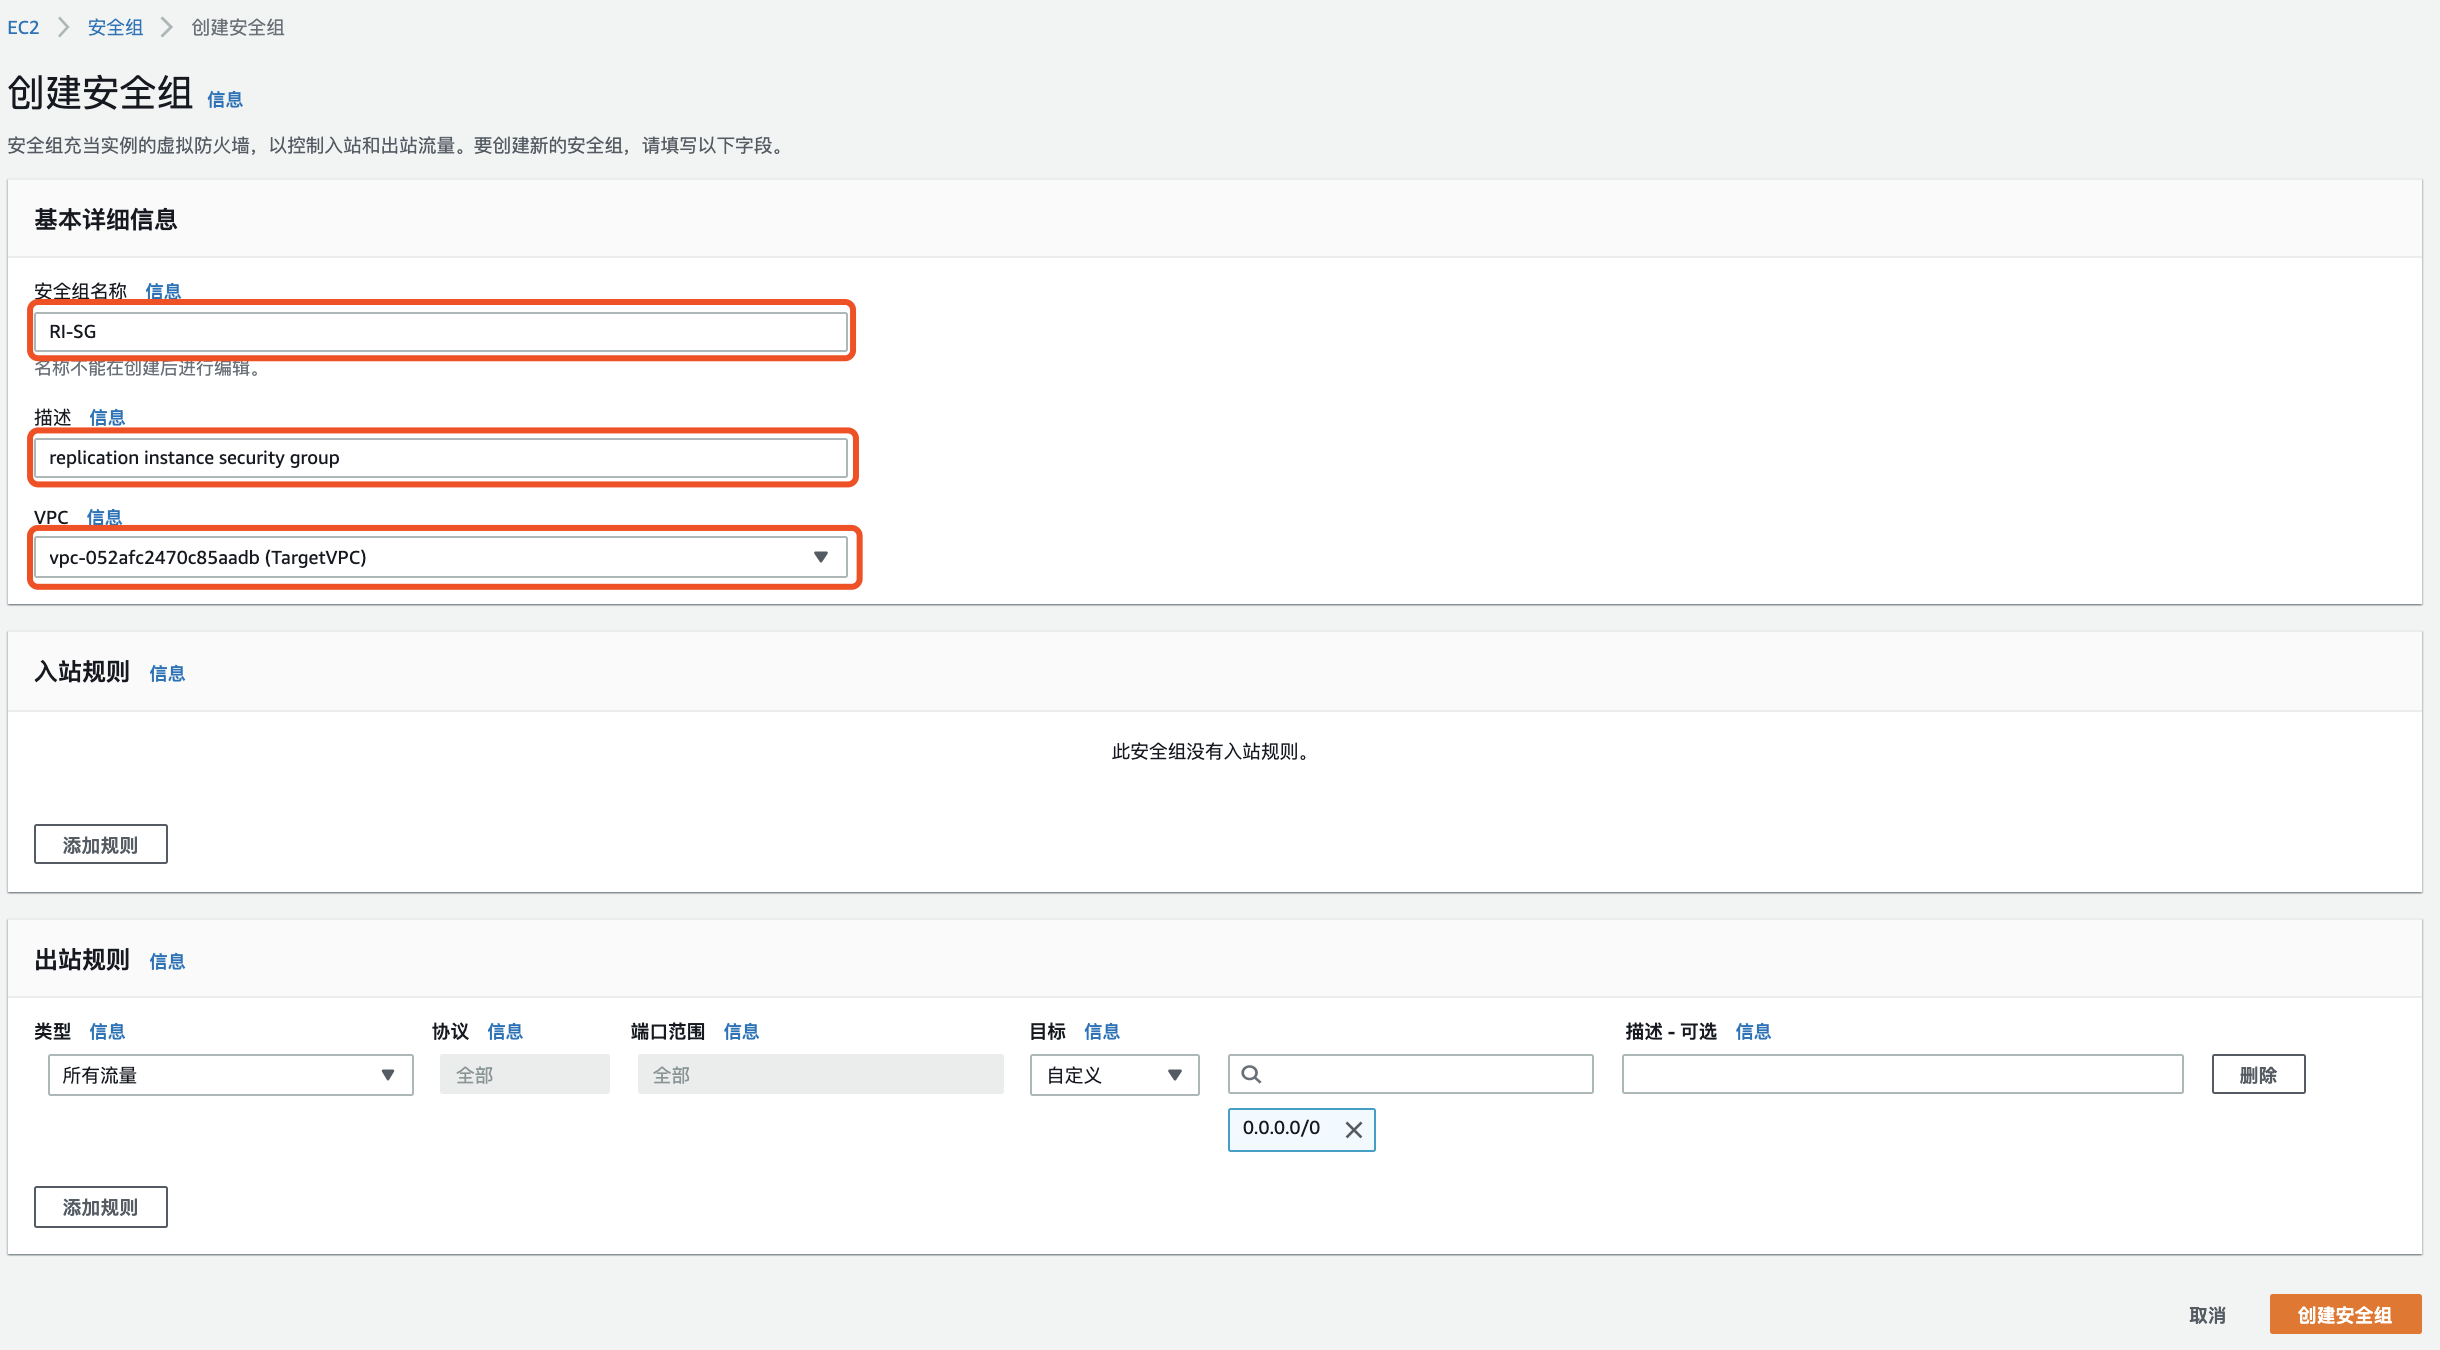 EC2 安全组 创建安全组
创建安全组 信息
安全组充当实例的虚拟防火墙，以控制入站和出站流量。要创建新的安全组，请填写以下字段。
基本详细信息
安全组名称 信息
RI-SG
名称不能在创建后进行编辑。
描述 信息
replication instance security group
VPC 信息
vpc-052afc2470c85aadb (TargetVPC)
入站规则 信息
此安全组没有入站规则。
添加规则
出站规则 信息
类型 信息 协议 信息 端口范围 信息 目标 信息 描述 - 可选 信息
所有流量 全部 全部 自定义 删除
0.0.0.0/0
添加规则
取消 创建安全组